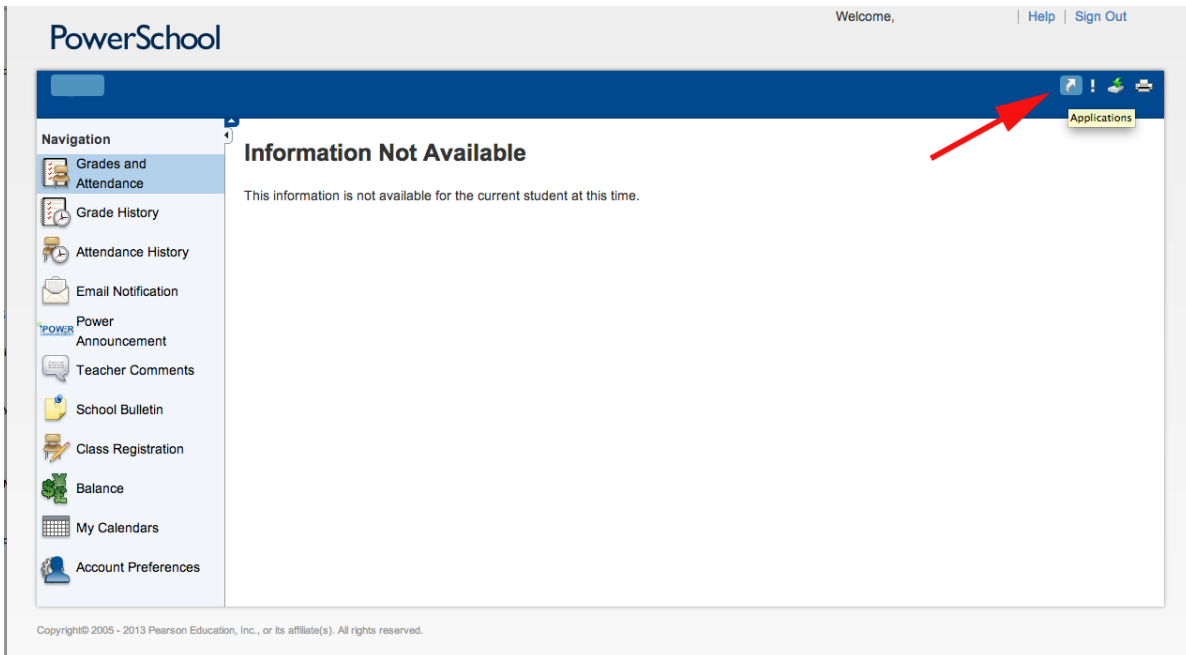 Welcome, | Help | Sign Out
PowerSchool
Applications
Navigation
Grades and
Attendance
Grade History
Attendance History
Email Notification
POWER
Power
Announcement
Teacher Comments
School Bulletin
Class Registration
Balance
My Calendars
Account Preferences
Information Not Available
This information is not available for the current student at this time.
Copyright© 2005 - 2013 Pearson Education, Inc., or its affiliate(s). All rights reserved.